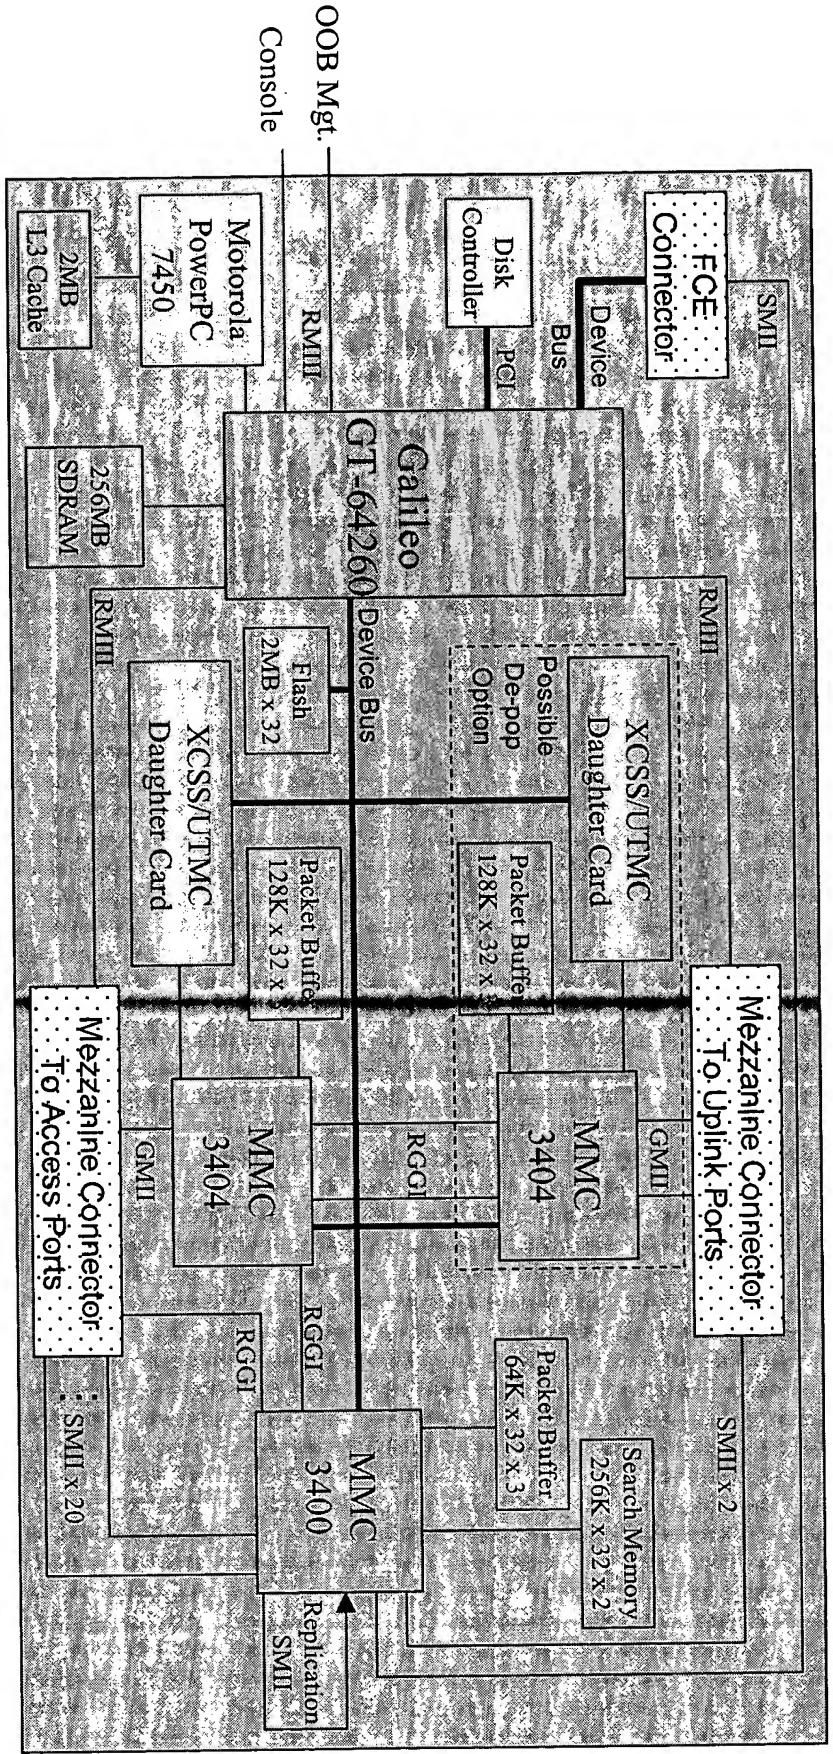 SMII
FCE
Connector
Device
Bus
Disk
Controller
PCI
OOB Mgt.
Console
RMII
Motorola
PowerPC
7450
2MB
L3 Cache
Galileo
GT-64260
256MB
SDRAM
RMII
RMII
Device Bus
Flash
2MB x 32
XCSS/UTMC
Daughter Card
Possible
De-pop
Option
Packet Buffer
128K x 32 x 3
XCSS/UTMC
Daughter Card
Packet Buffer
128K x 32 x
Mezzanine Connector
To Uplink Ports
GMII
MMC
3404
RGGI
MMC
3404
GMII
Mezzanine Connector
To Access Ports
RGGI
RGGI
SMII x 20
SMII x 2
Search Memory
256K x 32 x 2
Packet Buffer
64K x 32 x 3
MMC
3400
Replication
SMII